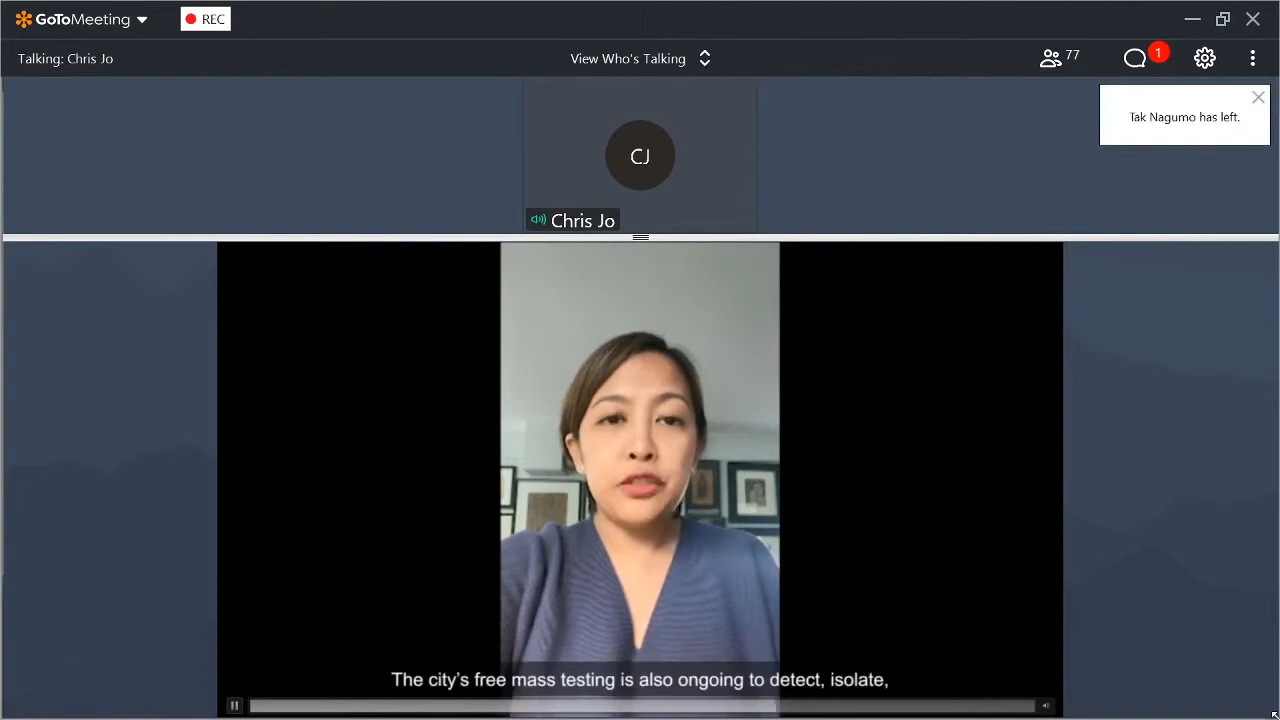 GoToMeeting
REC
Talking: Chris Jo
View Who's Talking
77
1
Tak Nagumo has left.
CJ
Chris Jo
The city's free mass testing is also ongoing to detect, isolate,